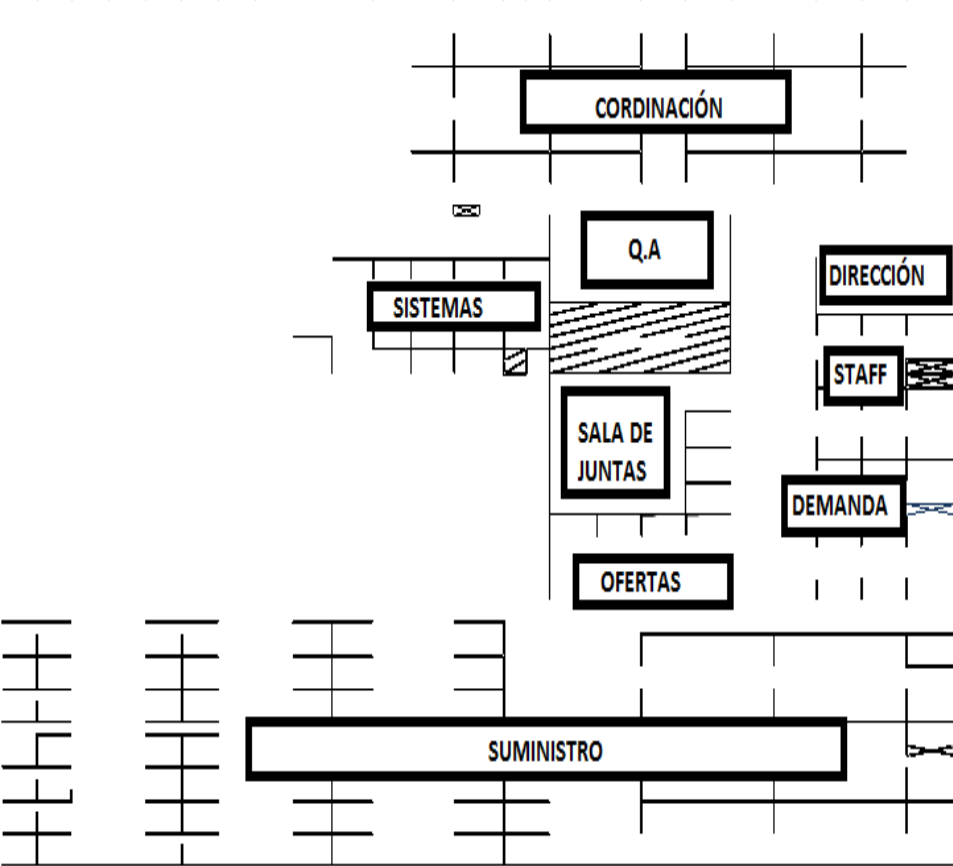 CORDINACIÓN
Q.A
DIRECCIÓN
SISTEMAS
STAFF
SALA DE
JUNTAS
DEMANDA
OFERTAS
SUMINISTRO